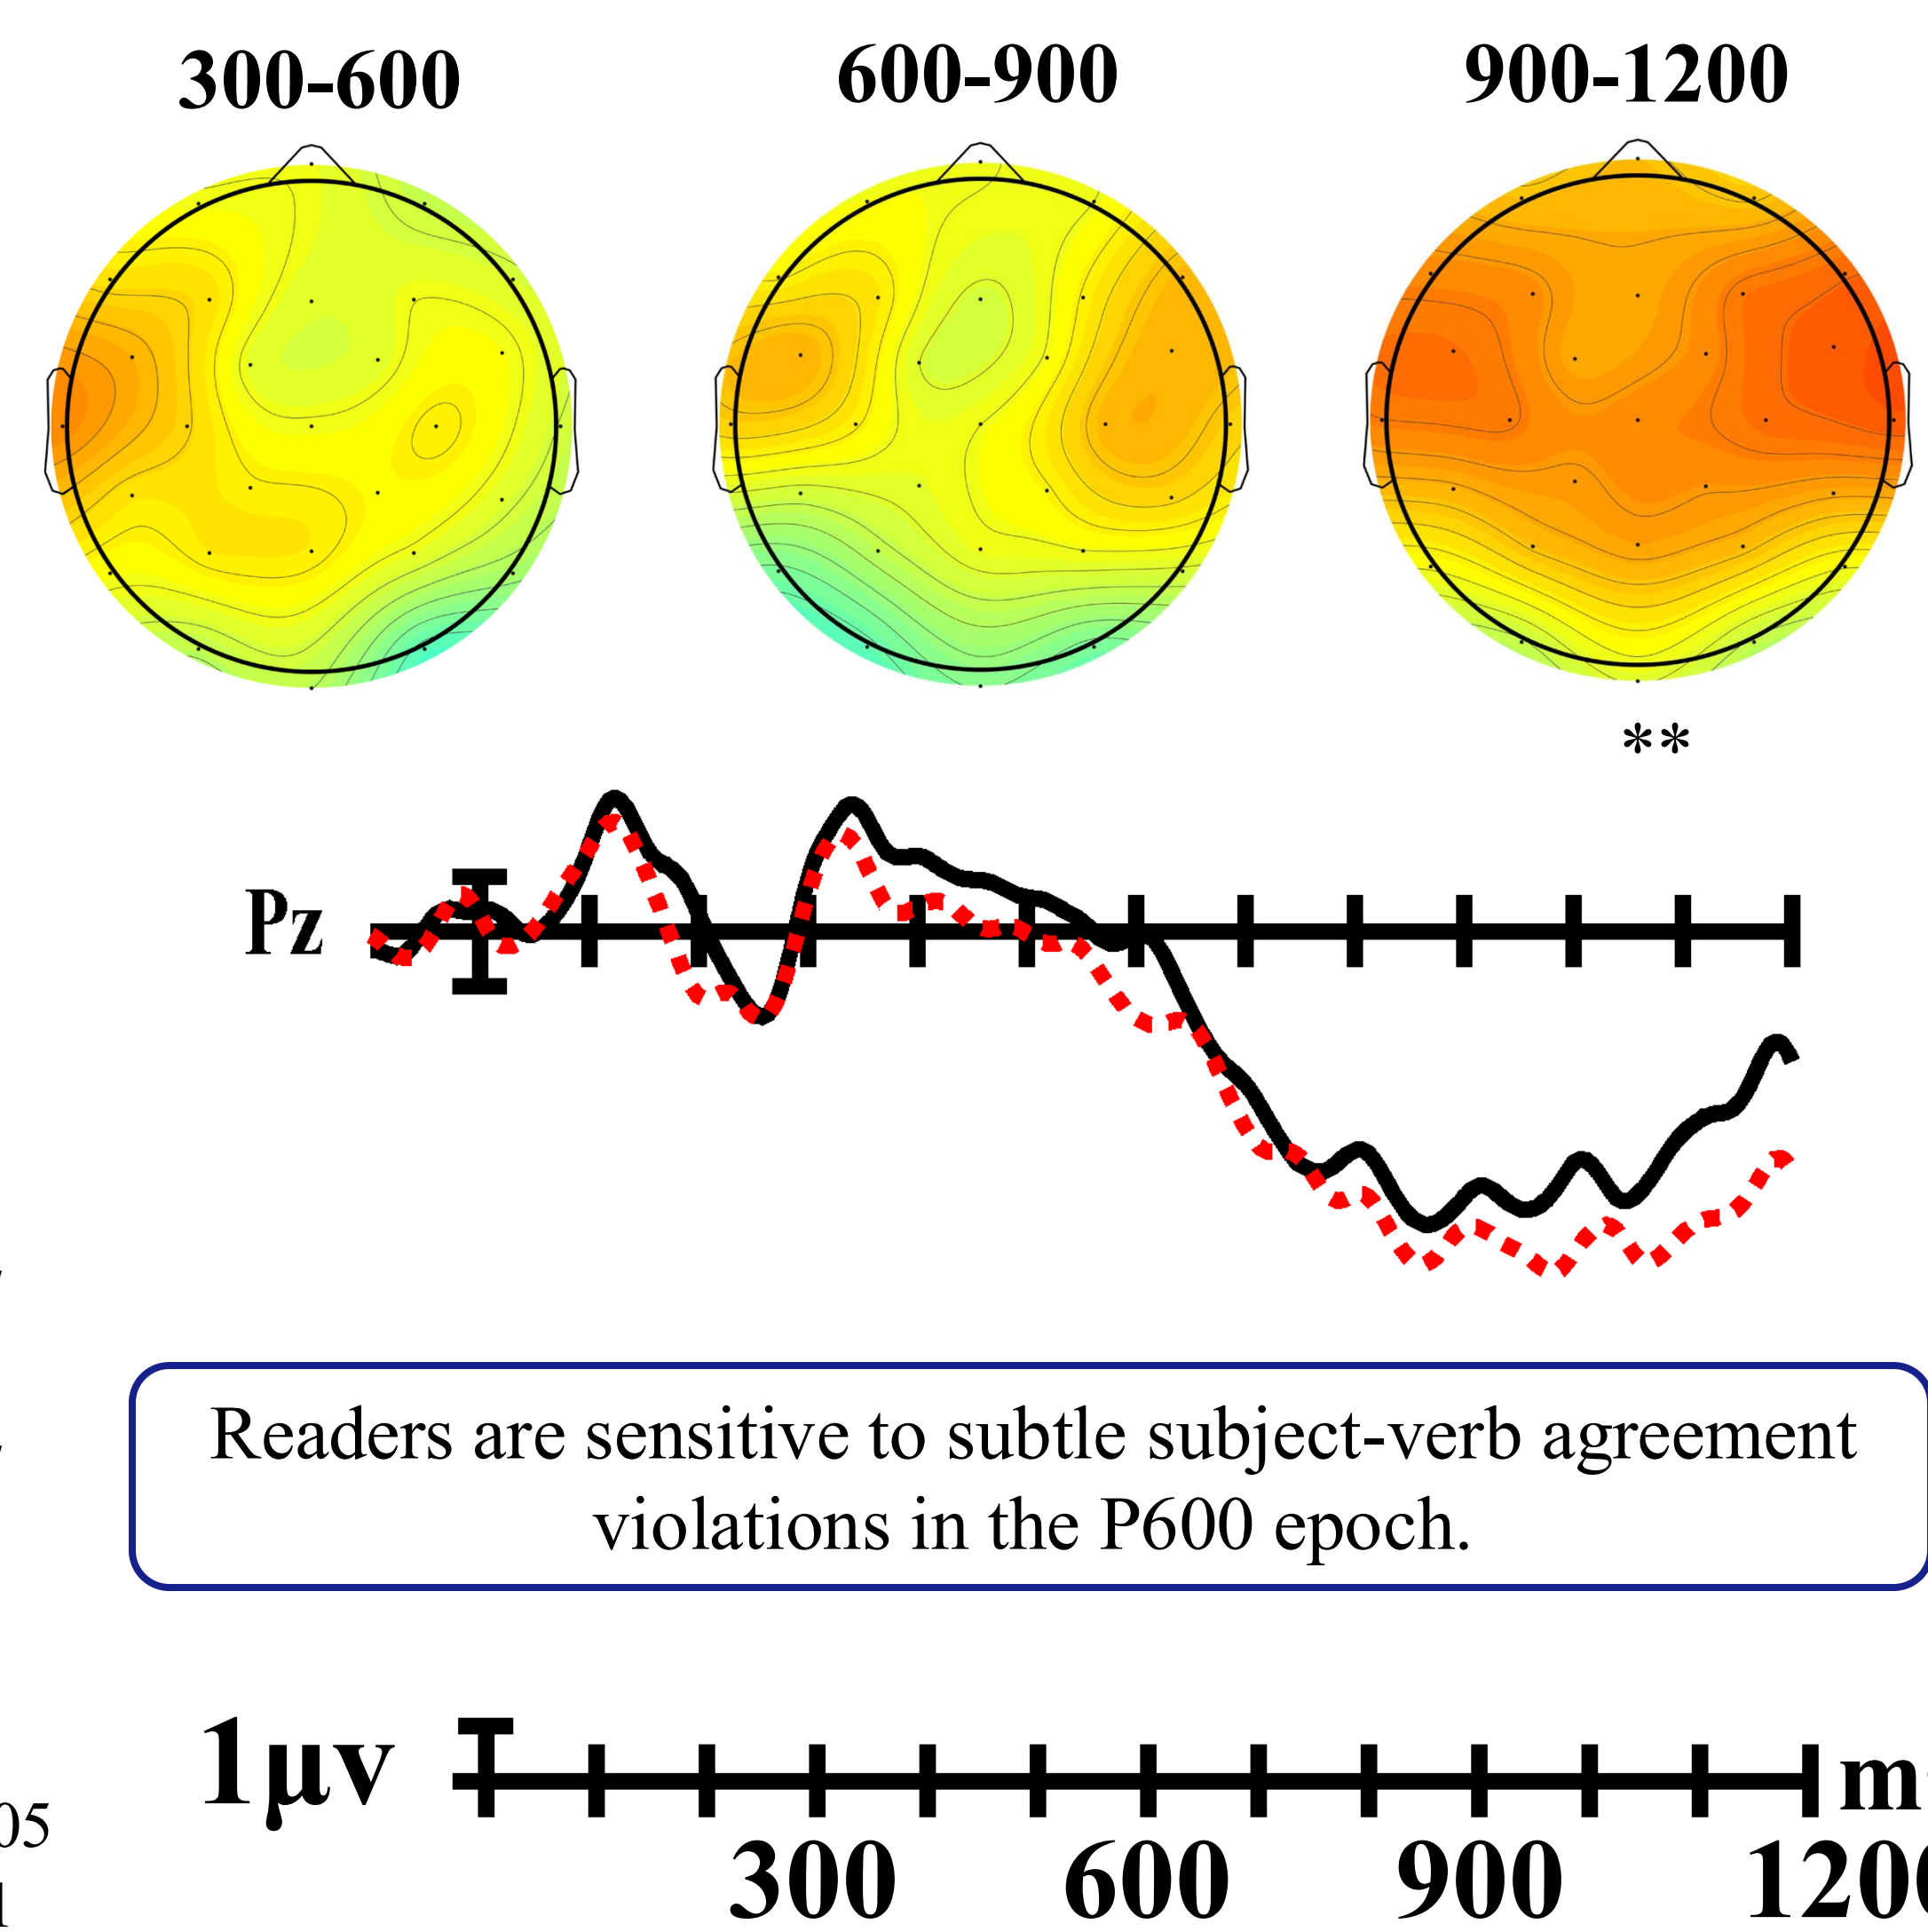 300-600 600-900 900-1200
**
Pz
Readers are sensitive to subtle subject-verb agreement
violations in the P600 epoch.
1μv
05
300 600 900